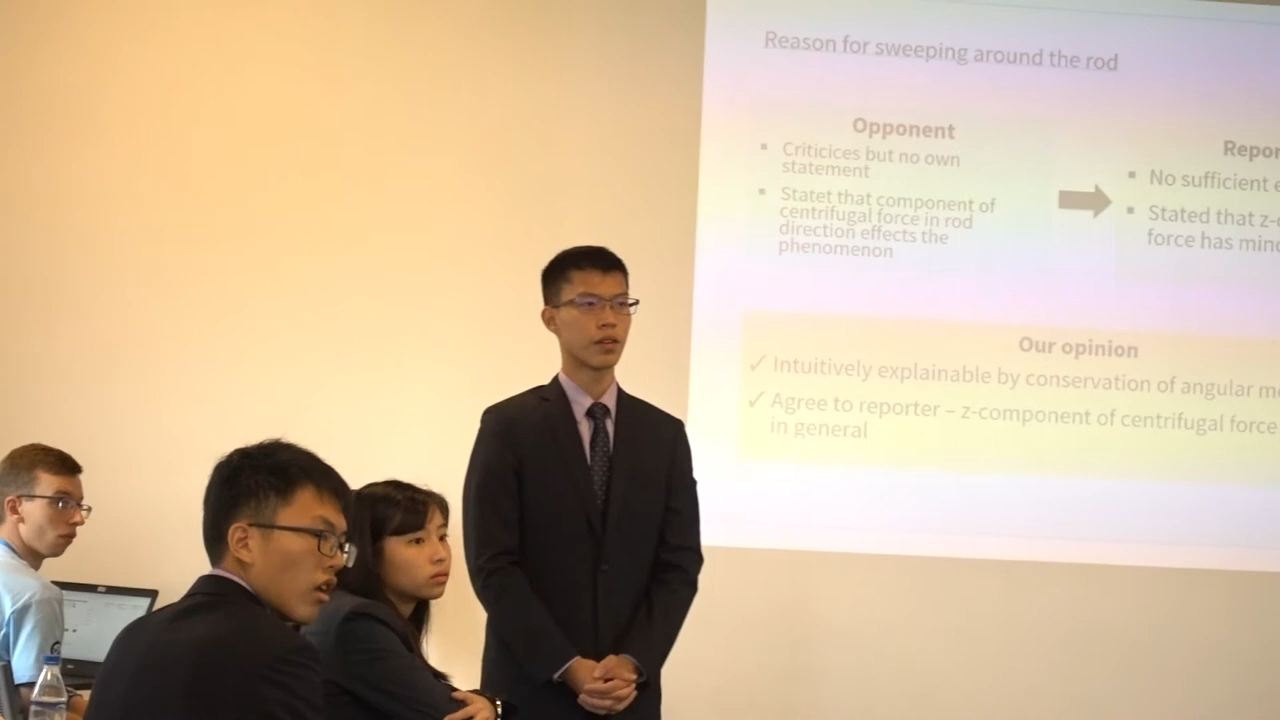 Reason for sweeping around the rod
Opponent
Criticices but no own
statement
Statet that component of
centrifugal force in rod
direction effects the
phenomenon
Repor
No sufficient e
Stated that z-c
force has mino
Our opinion
Intuitively explainable by conservation of angular mo
Agree to reporter – z-component of centrifugal force
in general